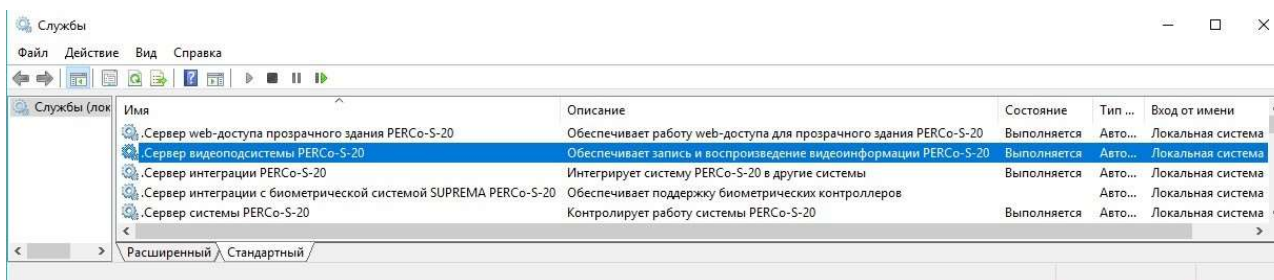 Службы
Файл Действие Вид Справка
Службы (лок
Имя Описание Состояние Тип ... Вход от имени
.Сервер web-доступа прозрачного здания PERCo-S-20 Обеспечивает работу web-доступа для прозрачного здания PERCo-S-20 Выполняется Авто... Локальная система
.Сервер видеоподсистемы PERCo-S-20 Обеспечивает запись и воспроизведение видеоинформации PERCo-S-20 Выполняется Авто... Локальная система
.Сервер интеграции PERCo-S-20 Интегрирует систему PERCo-S-20 в другие системы Выполняется Авто... Локальная система
.Сервер интеграции с биометрической системой SUPREMA PERCo-S-20 Обеспечивает поддержку биометрических контроллеров Авто... Локальная система
.Сервер системы PERCo-S-20 Контролирует работу системы PERCo-S-20 Выполняется Авто... Локальная система
Расширенный Стандартный